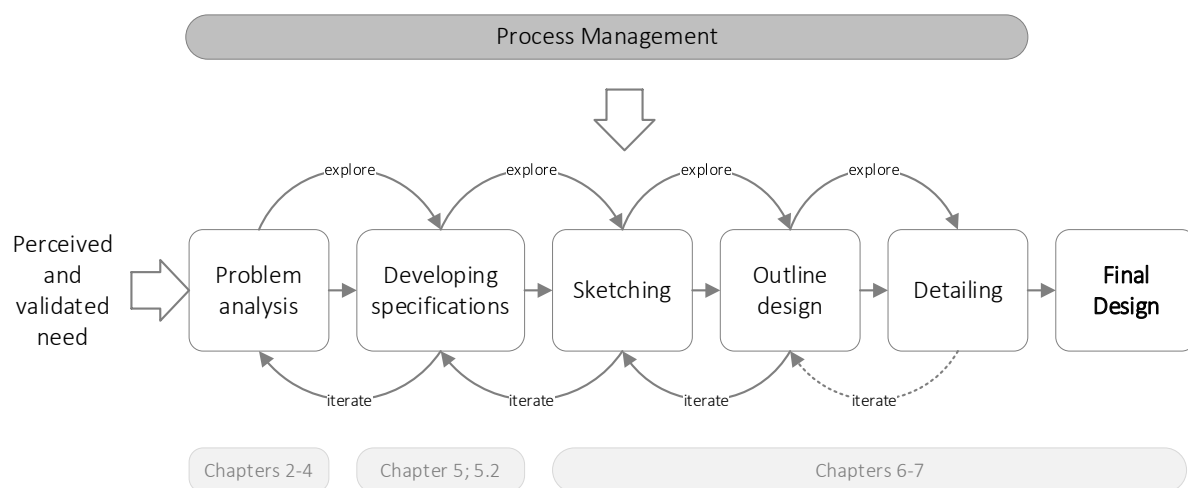 Process Management
explore
explore
explore
explore
Perceived
and
validated
need
Problem
analysis
Developing
specifications
Sketching
Outline
design
Detailing
Final
Design
iterate
iterate
iterate
iterate
Chapters 2-4
Chapter 5; 5.2
Chapters 6-7